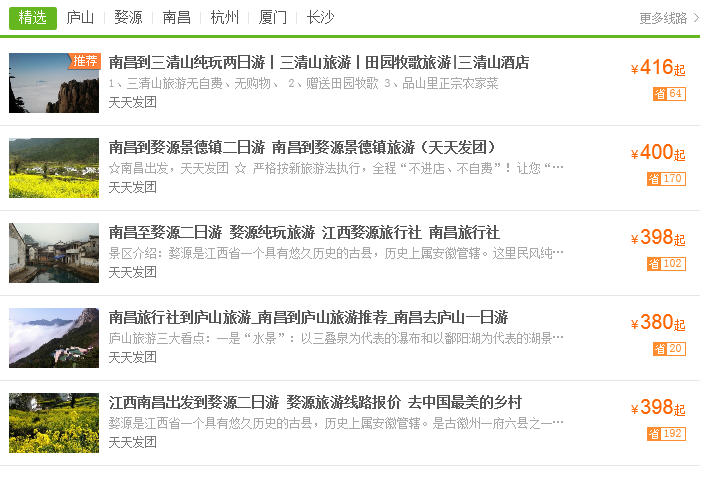 精选 庐山 婺源 南昌 杭州 厦门 长沙 更多线路 >
推荐
南昌到三清山纯玩两日游丨三清山旅游丨田园牧歌旅游|三清山酒店
¥416起
1、三清山旅游无自费、无购物、 2、赠送田园牧歌 3、品山里正宗农家菜
省 64
天天发团
南昌到婺源景德镇二日游 南昌到婺源景德镇旅游（天天发团）
¥400起
☆南昌出发，天天发团 ☆ 严格按新旅游法执行，全程“不进店、不自费”！让您“…
省 170
天天发团
南昌至婺源二日游 婺源纯玩旅游 江西婺源旅行社 南昌旅行社
¥398起
景区介绍：婺源是江西省一个具有悠久历史的古县，历史上属安徽管辖。这里民风纯…
省 102
天天发团
南昌旅行社到庐山旅游_南昌到庐山旅游推荐_南昌去庐山一日游
¥380起
庐山旅游三大看点：一是“水景”：以三叠泉为代表的瀑布和以鄱阳湖为代表的湖景…
省 20
天天发团
江西南昌出发到婺源二日游 婺源旅游线路报价 去中国最美的乡村
¥398起
婺源是江西省一个具有悠久历史的古县，历史上属安徽管辖。是古徽州一府六县之一…
省 192
天天发团